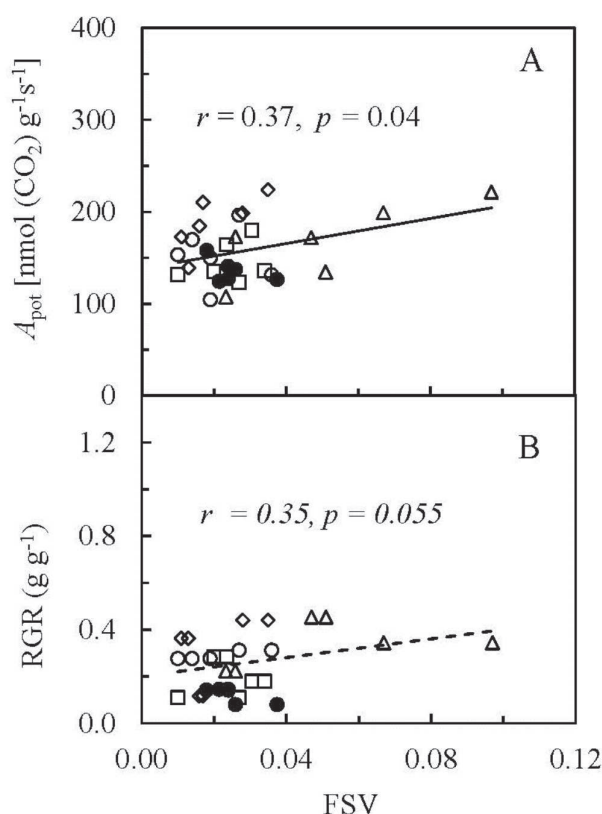 400
A
r = 0.37, p = 0.04
300
200
100
0
A_pot [nmol (CO₂) g⁻¹s⁻¹]
B
1.2
r = 0.35, p = 0.055
0.8
0.4
0.0
RGR (g g⁻¹)
0.00 0.04 0.08 0.12
FSV